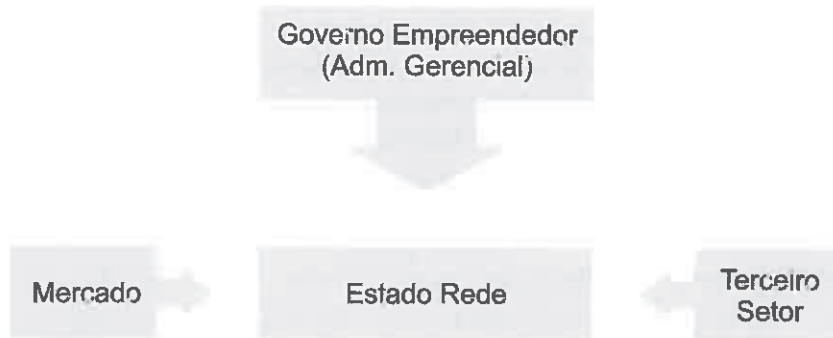 Governo Empreendedor
(Adm. Gerencial)
Mercado
Estado Rede
Terceiro
Setor